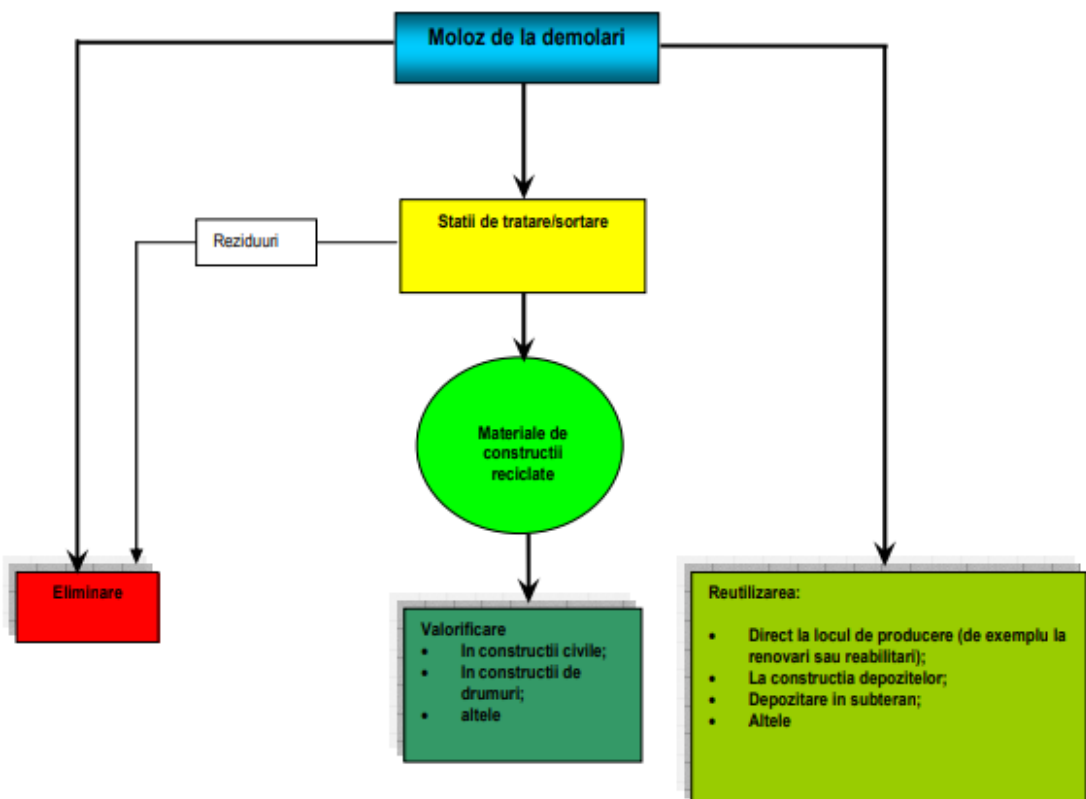 Moloz de la demolari
Statii de tratare/sortare
Reziduuri
Materiale de
constructii
reciclate
Eliminare
Valorificare
• In constructii civile;
• In constructii de
drumuri;
• altele
Reutilizarea:
• Direct la locul de producere (de exemplu la
renovari sau reabilitari);
• La constructia depozitelor;
• Depozitare in subteran;
• Altele